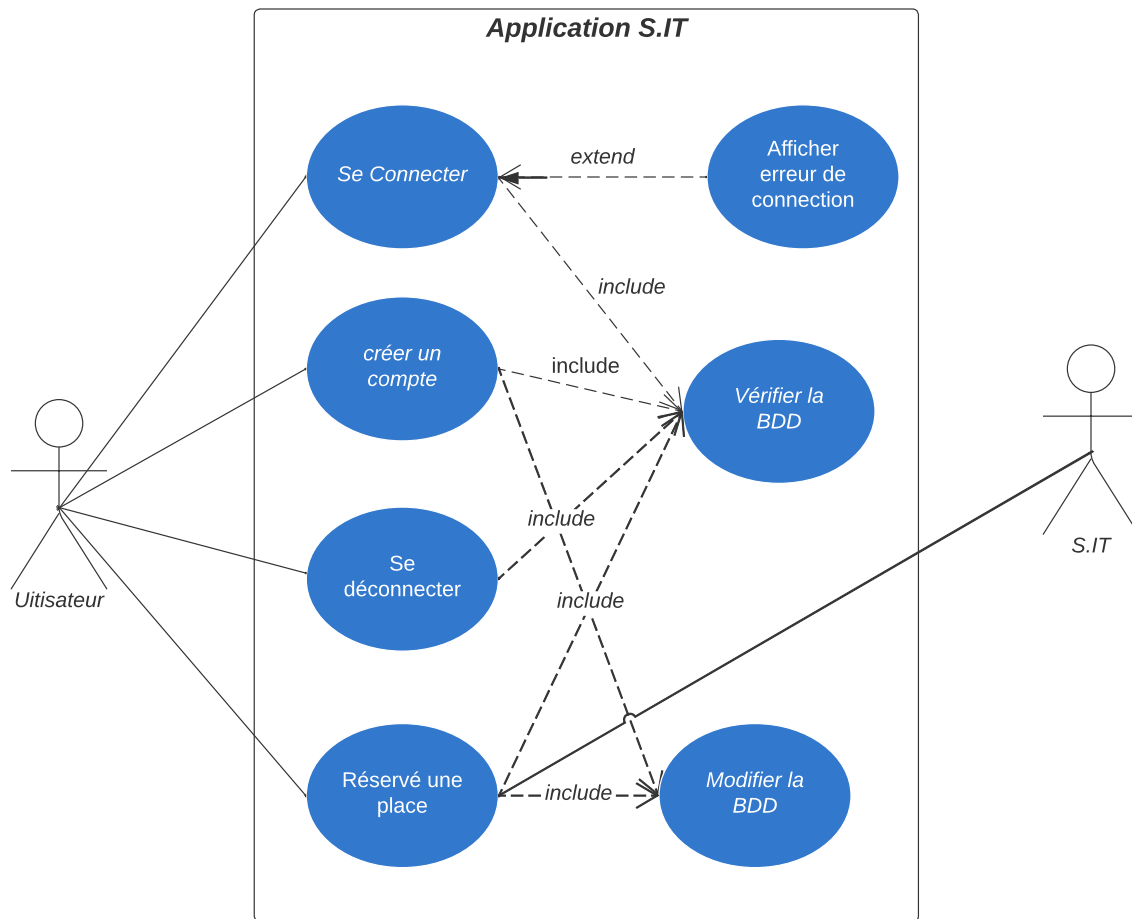 Application S.IT
Se Connecter
extend
Afficher
erreur de
connection
include
créer un
compte
include
Vérifier la
BDD
include
Se
déconnecter
include
Uitisateur
S.IT
Réservé une
place
include
Modifier la
BDD